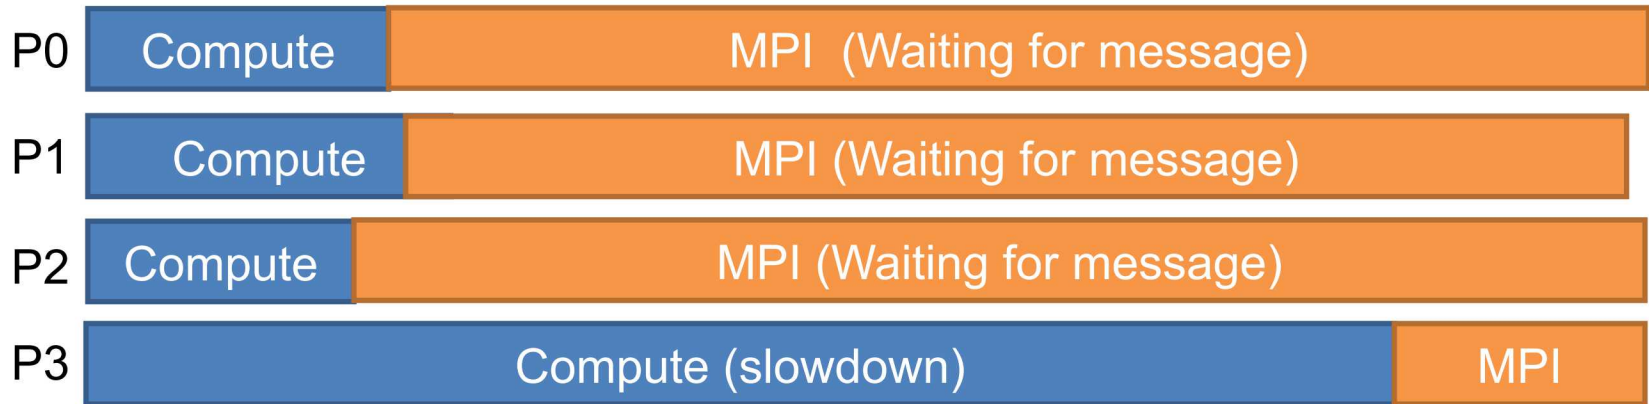 P0 Compute MPI (Waiting for message)
P1 Compute MPI (Waiting for message)
P2 Compute MPI (Waiting for message)
P3 Compute (slowdown) MPI